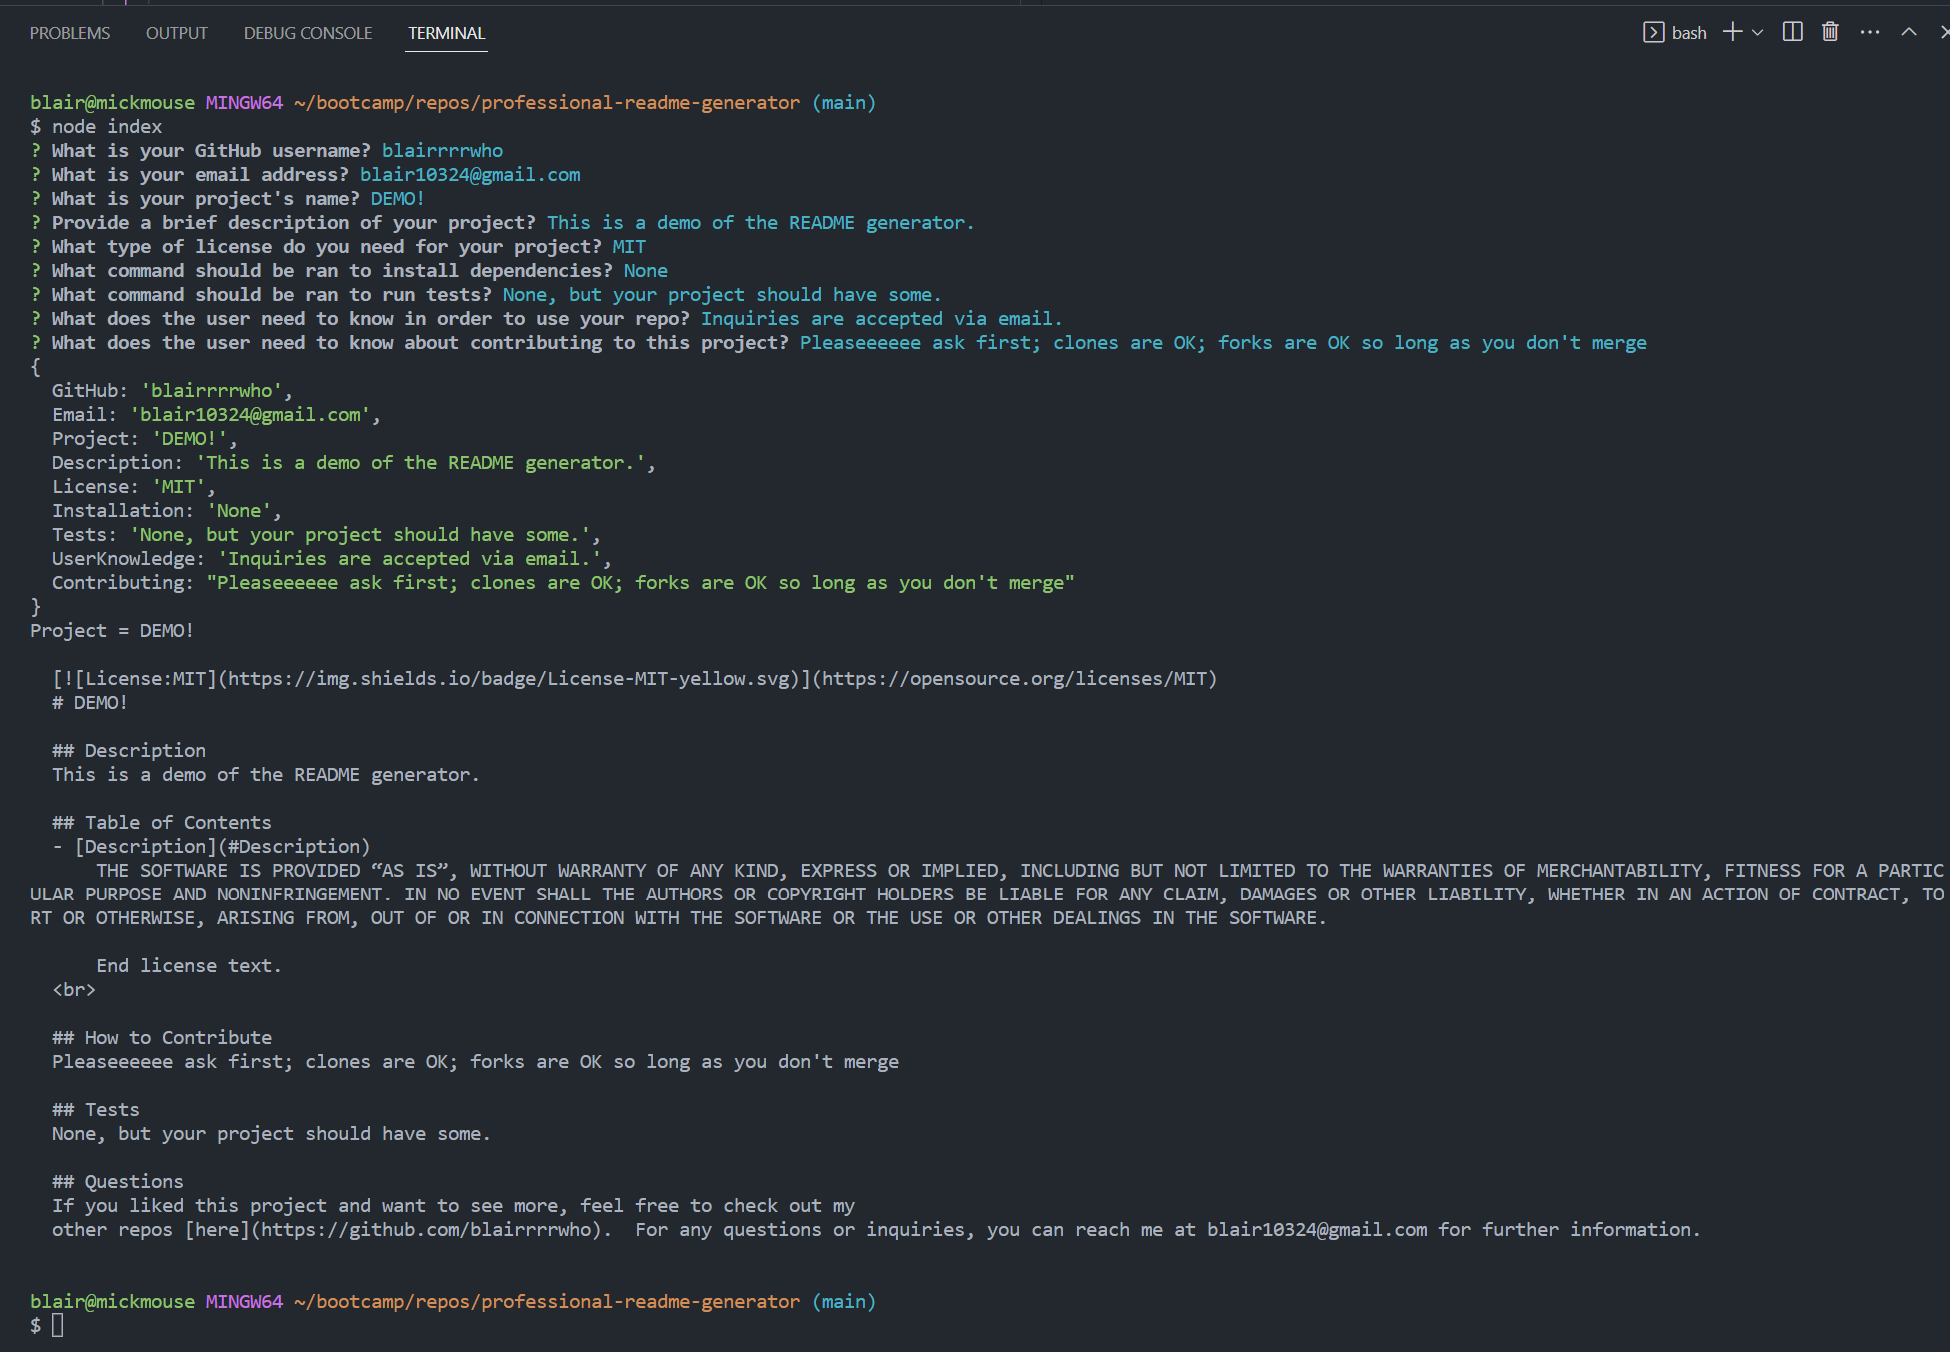 PROBLEMS OUTPUT DEBUG CONSOLE TERMINAL bash
blair@mickmouse MINGW64 ~/bootcamp/repos/professional-readme-generator (main)
$ node index
? What is your GitHub username? blairrrrwho
? What is your email address? blair10324@gmail.com
? What is your project's name? DEMO!
? Provide a brief description of your project? This is a demo of the README generator.
? What type of license do you need for your project? MIT
? What command should be ran to install dependencies? None
? What command should be ran to run tests? None, but your project should have some.
? What does the user need to know in order to use your repo? Inquiries are accepted via email.
? What does the user need to know about contributing to this project? Pleaseeeeee ask first; clones are OK; forks are OK so long as you don't merge
{
  GitHub: 'blairrrrwho',
  Email: 'blair10324@gmail.com',
  Project: 'DEMO!',
  Description: 'This is a demo of the README generator.',
  License: 'MIT',
  Installation: 'None',
  Tests: 'None, but your project should have some.',
  UserKnowledge: 'Inquiries are accepted via email.',
  Contributing: "Pleaseeeeee ask first; clones are OK; forks are OK so long as you don't merge"
}
Project = DEMO!
  [![License:MIT](https://img.shields.io/badge/License-MIT-yellow.svg)](https://opensource.org/licenses/MIT)
  # DEMO!
  ## Description
  This is a demo of the README generator.
  ## Table of Contents
  - [Description](#Description)
      THE SOFTWARE IS PROVIDED “AS IS”, WITHOUT WARRANTY OF ANY KIND, EXPRESS OR IMPLIED, INCLUDING BUT NOT LIMITED TO THE WARRANTIES OF MERCHANTABILITY, FITNESS FOR A PARTIC
ULAR PURPOSE AND NONINFRINGEMENT. IN NO EVENT SHALL THE AUTHORS OR COPYRIGHT HOLDERS BE LIABLE FOR ANY CLAIM, DAMAGES OR OTHER LIABILITY, WHETHER IN AN ACTION OF CONTRACT, TO
RT OR OTHERWISE, ARISING FROM, OUT OF OR IN CONNECTION WITH THE SOFTWARE OR THE USE OR OTHER DEALINGS IN THE SOFTWARE.
      End license text.
  <br>
  ## How to Contribute
  Pleaseeeeee ask first; clones are OK; forks are OK so long as you don't merge
  ## Tests
  None, but your project should have some.
  ## Questions
  If you liked this project and want to see more, feel free to check out my
  other repos [here](https://github.com/blairrrrwho).  For any questions or inquiries, you can reach me at blair10324@gmail.com for further information.
blair@mickmouse MINGW64 ~/bootcamp/repos/professional-readme-generator (main)
$